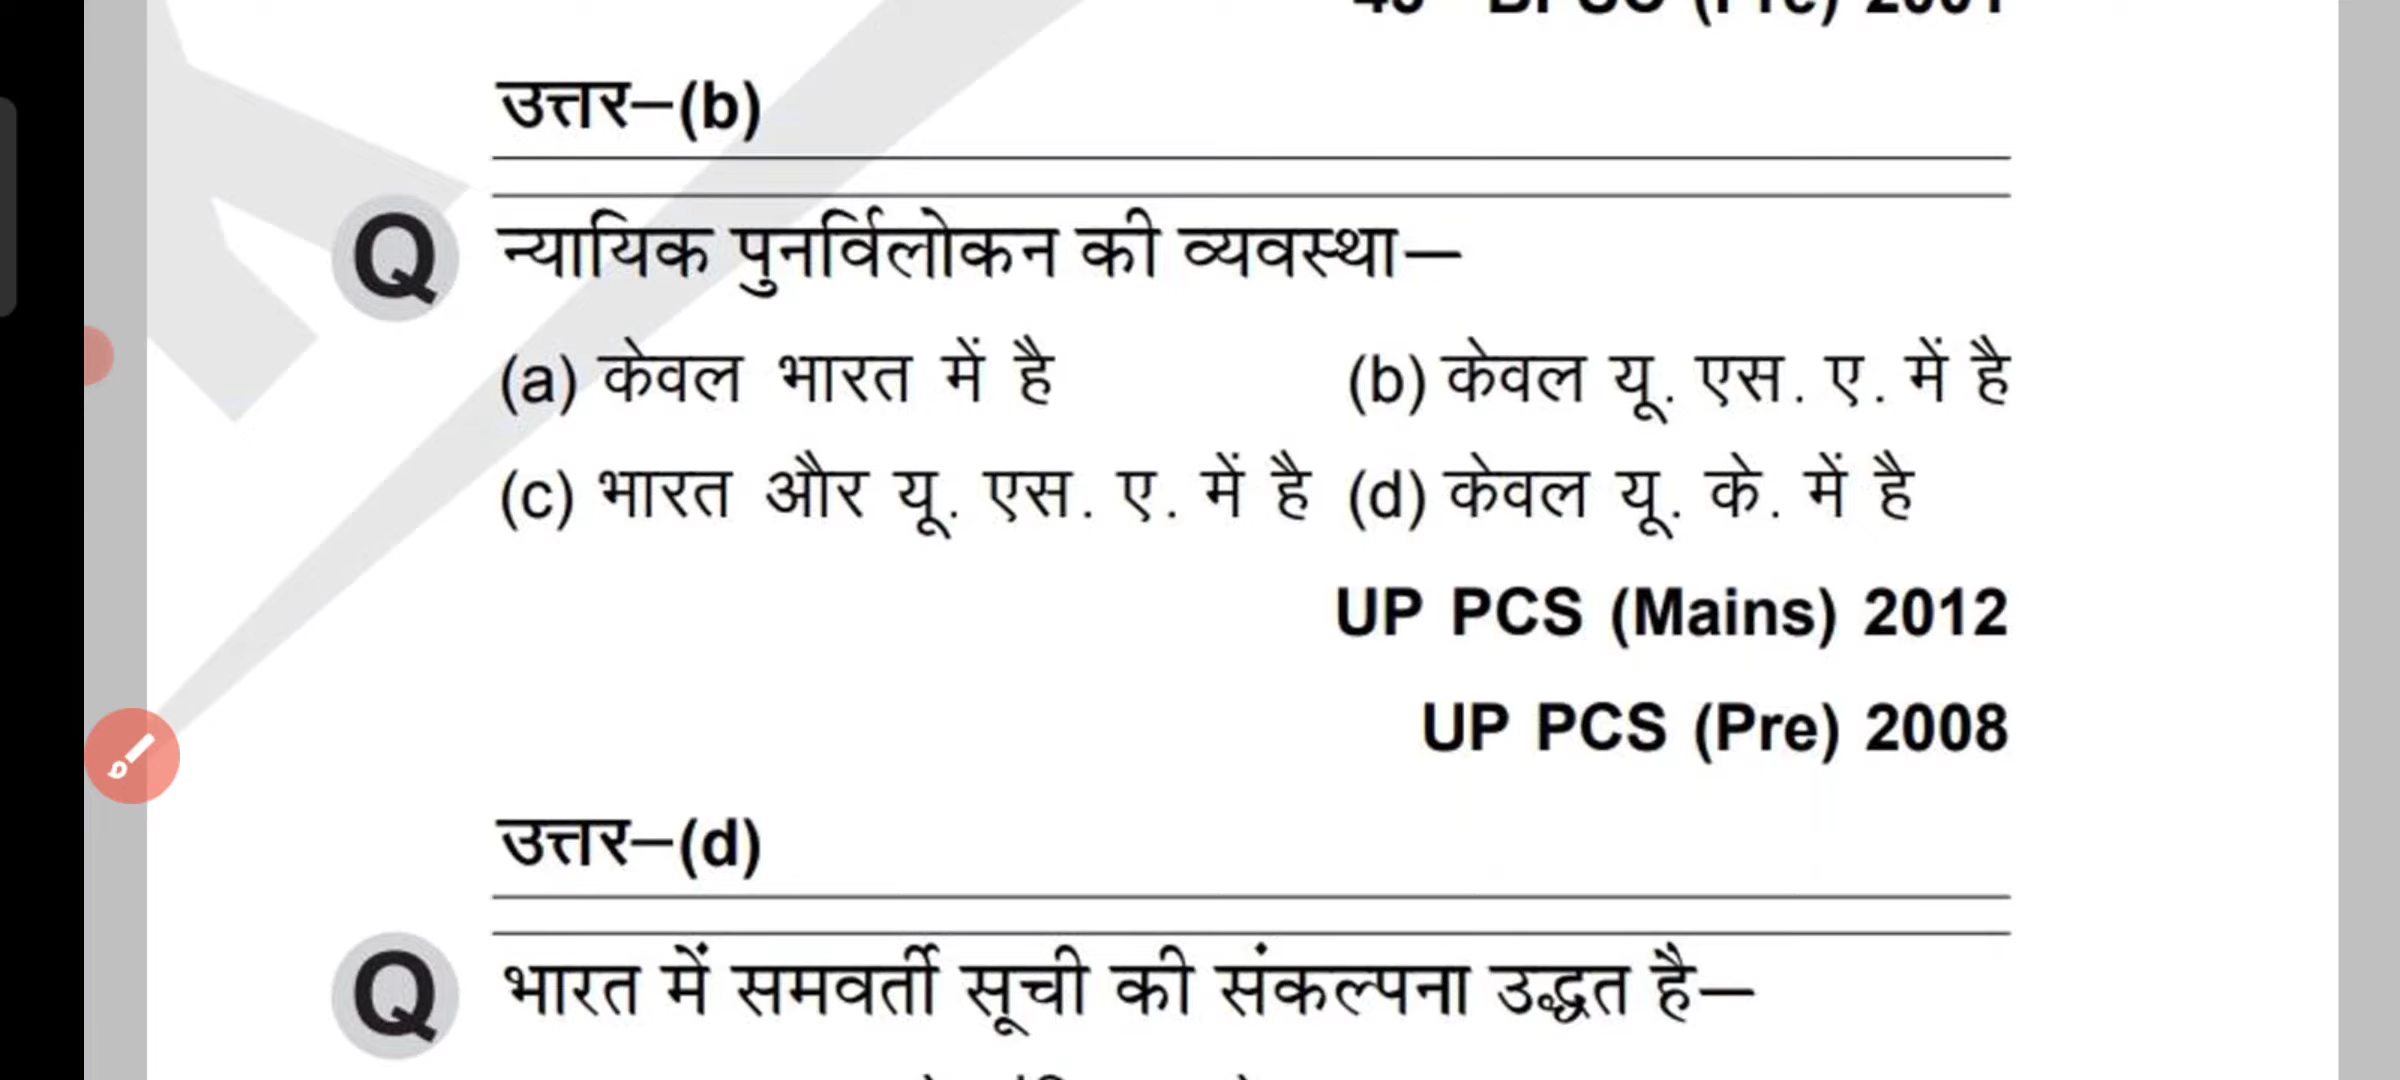 उत्तर–(b)
Q न्यायिक पुनर्विलोकन की व्यवस्था–
(a) केवल भारत में है (b) केवल यू. एस. ए. में है
(c) भारत और यू. एस. ए. में है (d) केवल यू. के. में है
UP PCS (Mains) 2012
UP PCS (Pre) 2008
उत्तर–(d)
Q भारत में समवर्ती सूची की संकल्पना उद्धत है–